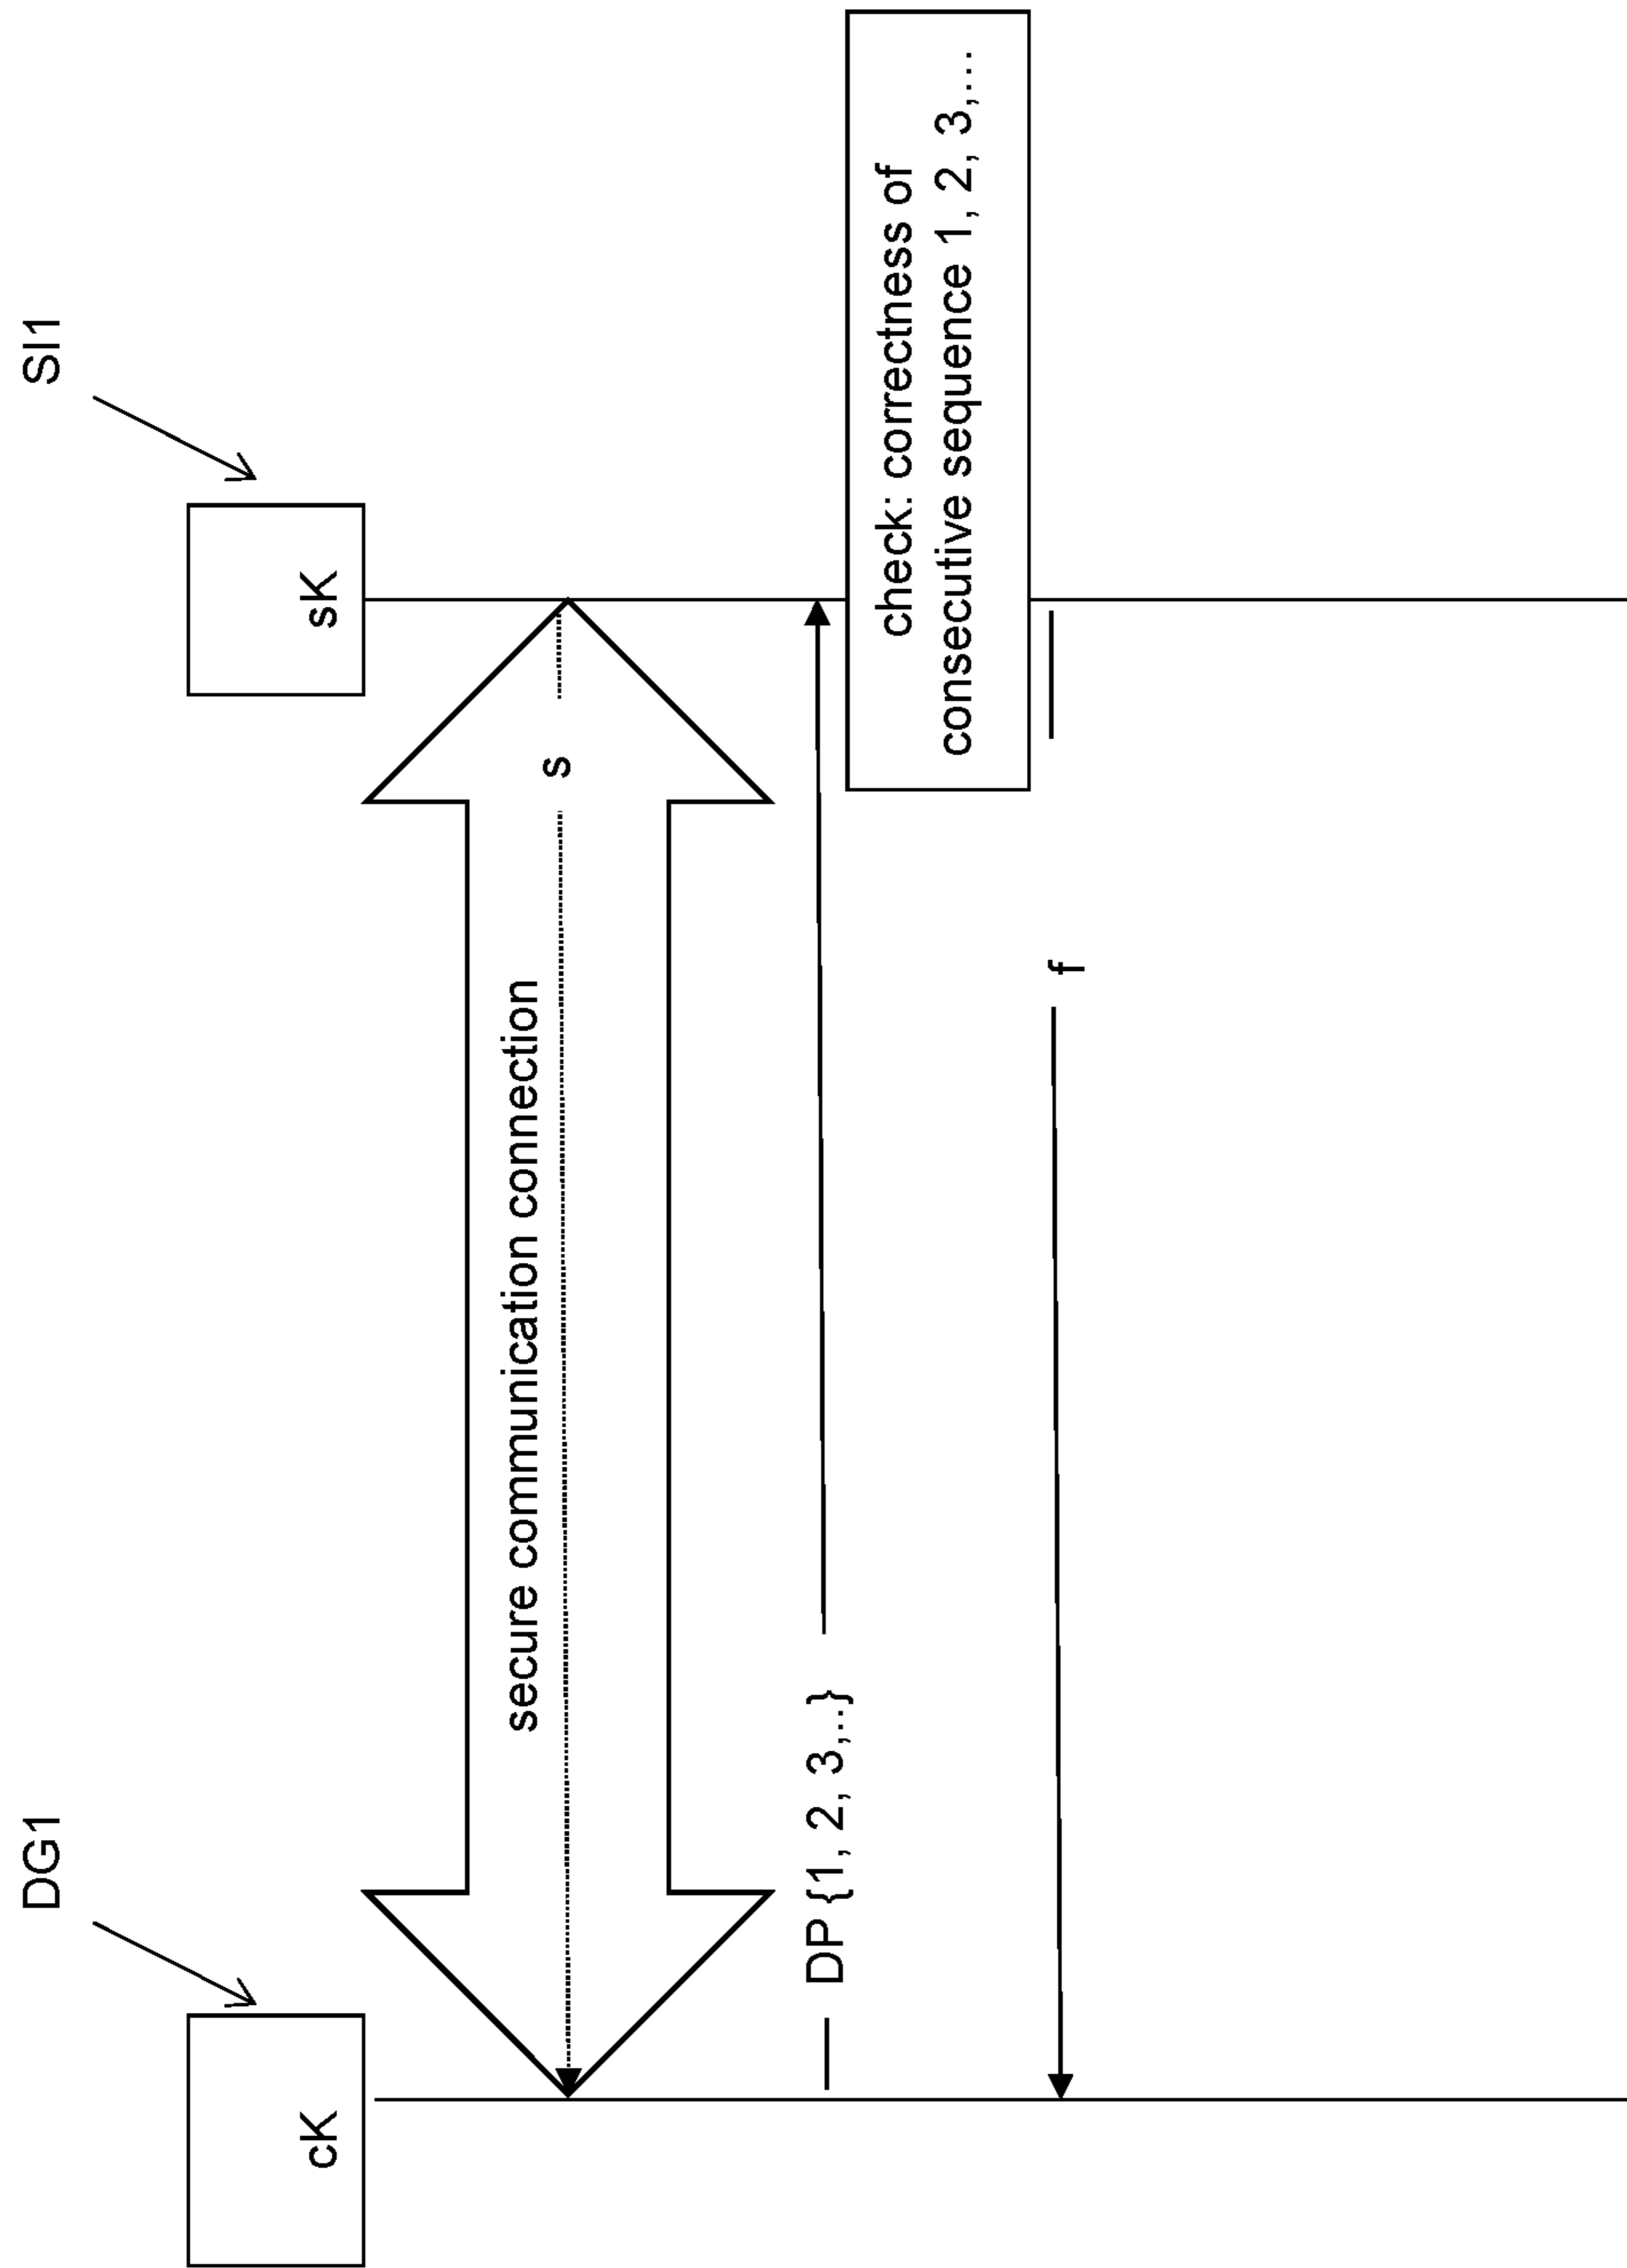 DG1
SI1
cK
sK
secure communication connection
s
DP{1, 2, 3,..}
check: correctness of
consecutive sequence 1, 2, 3,...
f